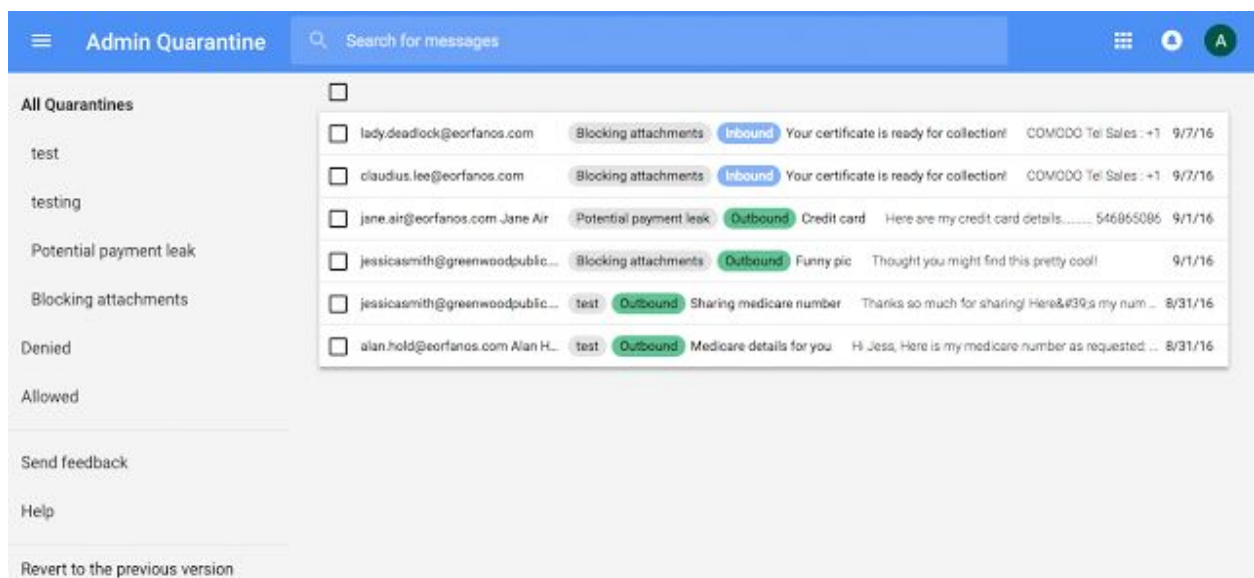 Admin Quarantine
Search for messages
A
All Quarantines
test
testing
Potential payment leak
Blocking attachments
Denied
Allowed
Send feedback
Help
Revert to the previous version
lady.deadlock@eorfanos.com Blocking attachments Inbound Your certificate is ready for collection! COMODO Tel Sales : +1 9/7/16
claudius.lee@eorfanos.com Blocking attachments Inbound Your certificate is ready for collection! COMODO Tel Sales : +1 9/7/16
jane.air@eorfanos.com Jane Air Potential payment leak Outbound Credit card Here are my credit card details......... 546865086 9/1/16
jessicasmith@greenwoodpublic... Blocking attachments Outbound Funny pic Thought you might find this pretty cool! 9/1/16
jessicasmith@greenwoodpublic... test Outbound Sharing medicare number Thanks so much for sharing! Here&#39;s my num ... 8/31/16
alan.hold@eorfanos.com Alan H... test Outbound Medicare details for you Hi Jess, Here is my medicare number as requested: ... 8/31/16